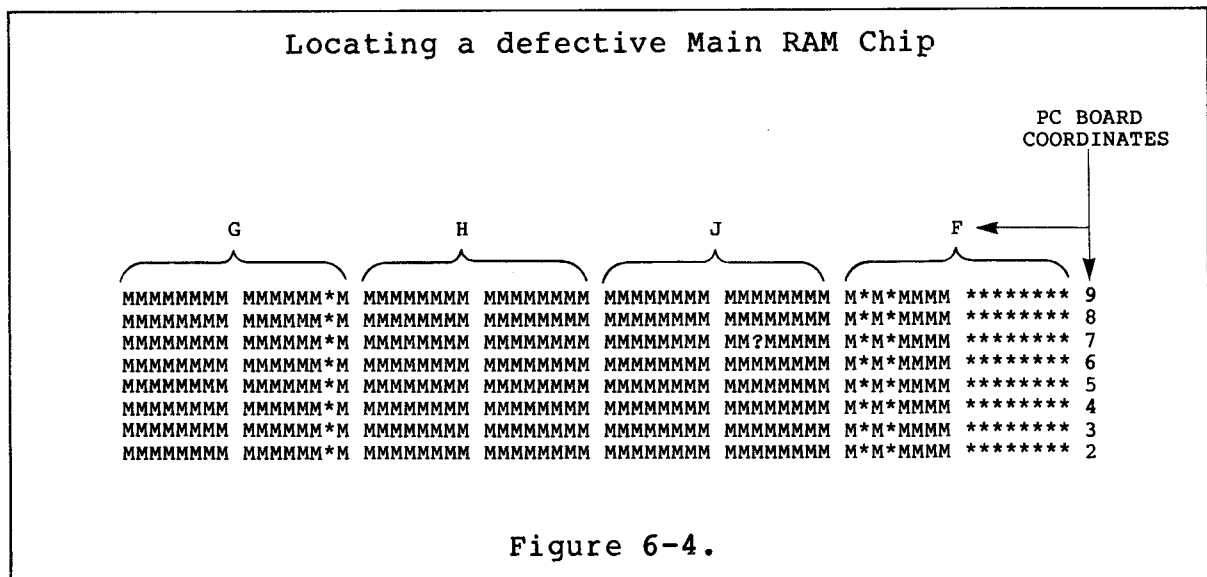 Locating a defective Main RAM Chip
PC BOARD
COORDINATES
G H J F
MMMMMMMM MMMMMM*M MMMMMMMM MMMMMMMM MMMMMMMM MMMMMMMM M*M*MMMM ******** 9
MMMMMMMM MMMMMM*M MMMMMMMM MMMMMMMM MMMMMMMM MMMMMMMM M*M*MMMM ******** 8
MMMMMMMM MMMMMM*M MMMMMMMM MMMMMMMM MMMMMMMM MM?MMMMM M*M*MMMM ******** 7
MMMMMMMM MMMMMM*M MMMMMMMM MMMMMMMM MMMMMMMM MMMMMMMM M*M*MMMM ******** 6
MMMMMMMM MMMMMM*M MMMMMMMM MMMMMMMM MMMMMMMM MMMMMMMM M*M*MMMM ******** 5
MMMMMMMM MMMMMM*M MMMMMMMM MMMMMMMM MMMMMMMM MMMMMMMM M*M*MMMM ******** 4
MMMMMMMM MMMMMM*M MMMMMMMM MMMMMMMM MMMMMMMM MMMMMMMM M*M*MMMM ******** 3
MMMMMMMM MMMMMM*M MMMMMMMM MMMMMMMM MMMMMMMM MMMMMMMM M*M*MMMM ******** 2
Figure 6-4.